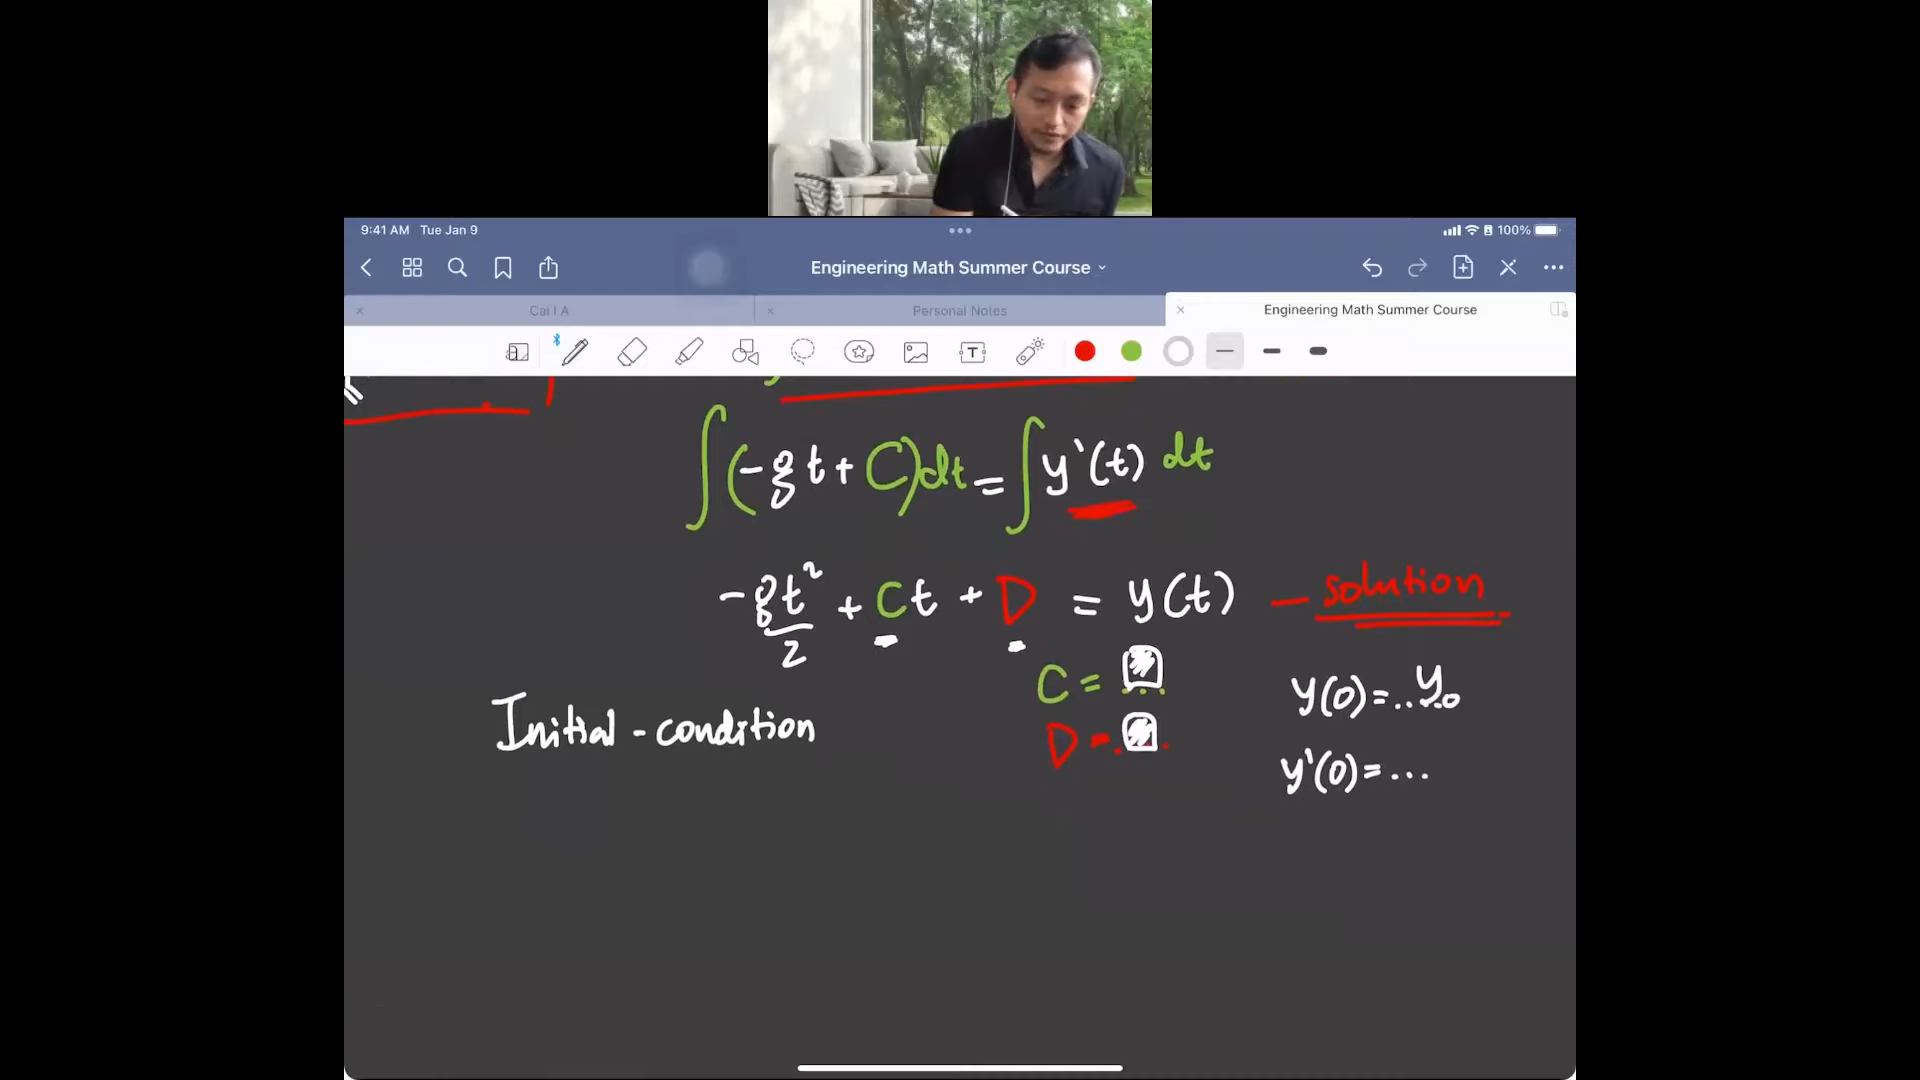 9:41 AM Tue Jan 9
100%
Engineering Math Summer Course
Cal I A
Personal Notes
Engineering Math Summer Course
∫(-gt + C)dt = ∫y'(t) dt
-gt²/2 + Ct + D = y(t) - solution
C = ...
y(0) = ..y₀
Initial - condition
D = ...
y'(0) = ...